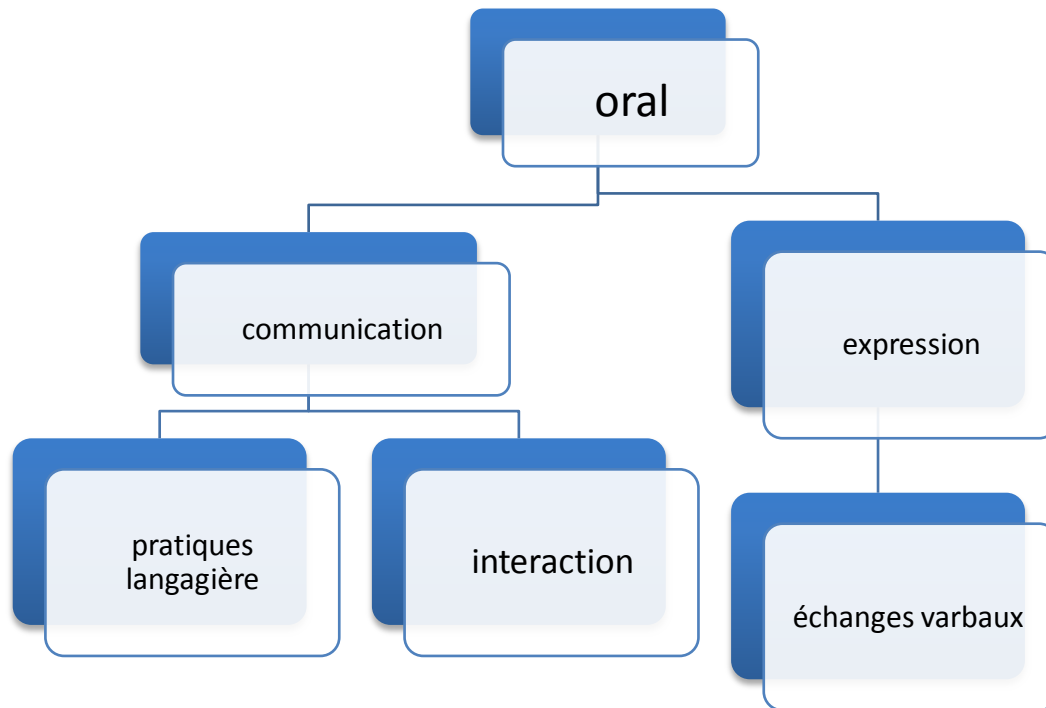 oral
communication
expression
pratiques
langagière
interaction
échanges varbaux